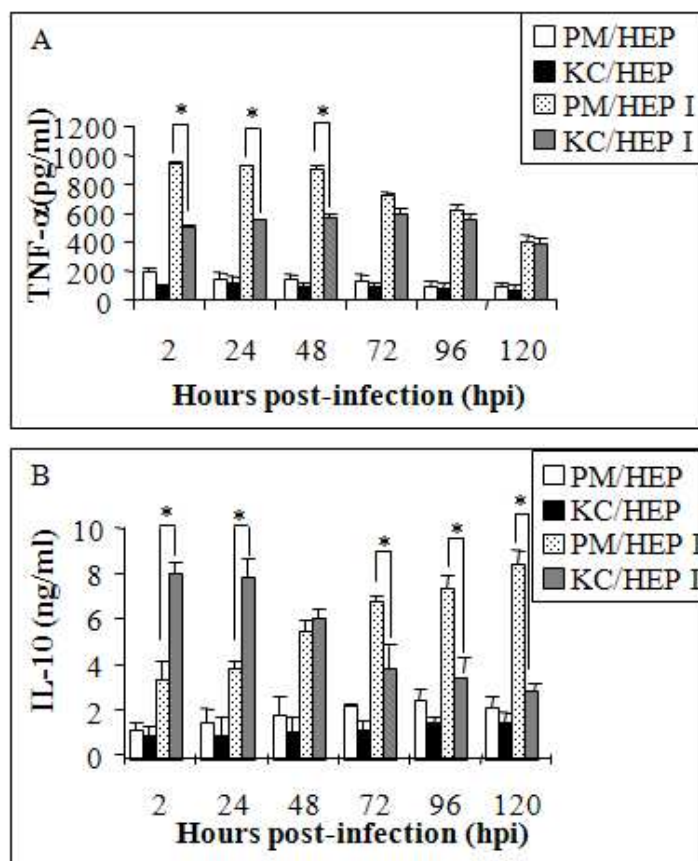 A
PM/HEP
KC/HEP
PM/HEP I
KC/HEP I
* * *
TNF-α(pg/ml)
1200
1000
800
600
400
200
0
2 24 48 72 96 120
Hours post-infection (hpi)
B
PM/HEP
KC/HEP
PM/HEP I
KC/HEP I
* * * * *
IL-10 (ng/ml)
10
8
6
4
2
0
2 24 48 72 96 120
Hours post-infection (hpi)